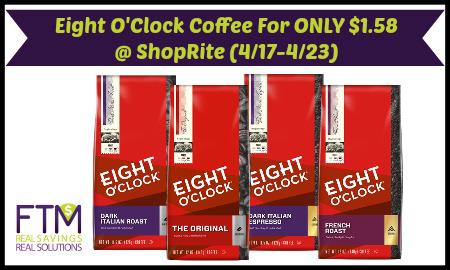 Eight O'Clock Coffee For ONLY $1.58
@ ShopRite (4/17-4/23)
EIGHT
O'CLOCK
DARK
ITALIAN ROAST
EIGHT
O'CLOCK
THE ORIGINAL
EIGHT
O'CLOCK
DARK ITALIAN
ESPRESSO
EIGHT
O'CLOCK
FRENCH
ROAST
FTM
REAL SAVINGS
REAL SOLUTIONS